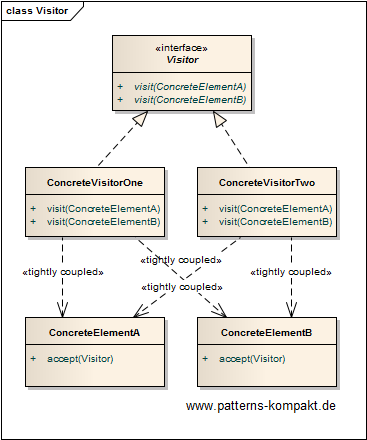 class Visitor
«interface»
Visitor
+ visit(ConcreteElementA)
+ visit(ConcreteElementB)
ConcreteVisitorOne
+ visit(ConcreteElementA)
+ visit(ConcreteElementB)
ConcreteVisitorTwo
+ visit(ConcreteElementA)
+ visit(ConcreteElementB)
«tightly coupled»
«tightly coupled»
«tightly coupled»
«tightly coupled»
ConcreteElementA
+ accept(Visitor)
ConcreteElementB
+ accept(Visitor)
www.patterns-kompakt.de